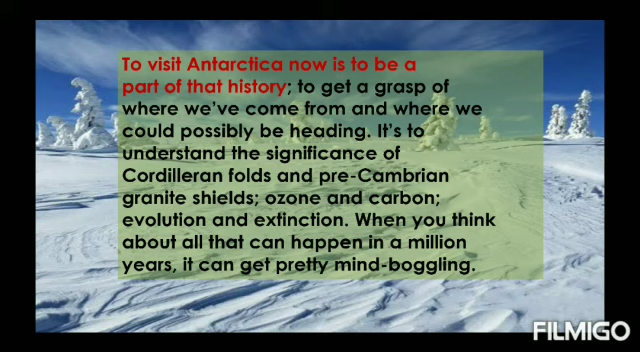 To visit Antarctica now is to be a
part of that history; to get a grasp of
where we've come from and where we
could possibly be heading. It's to
understand the significance of
Cordilleran folds and pre-Cambrian
granite shields; ozone and carbon;
evolution and extinction. When you think
about all that can happen in a million
years, it can get pretty mind-boggling.
FILMIGO